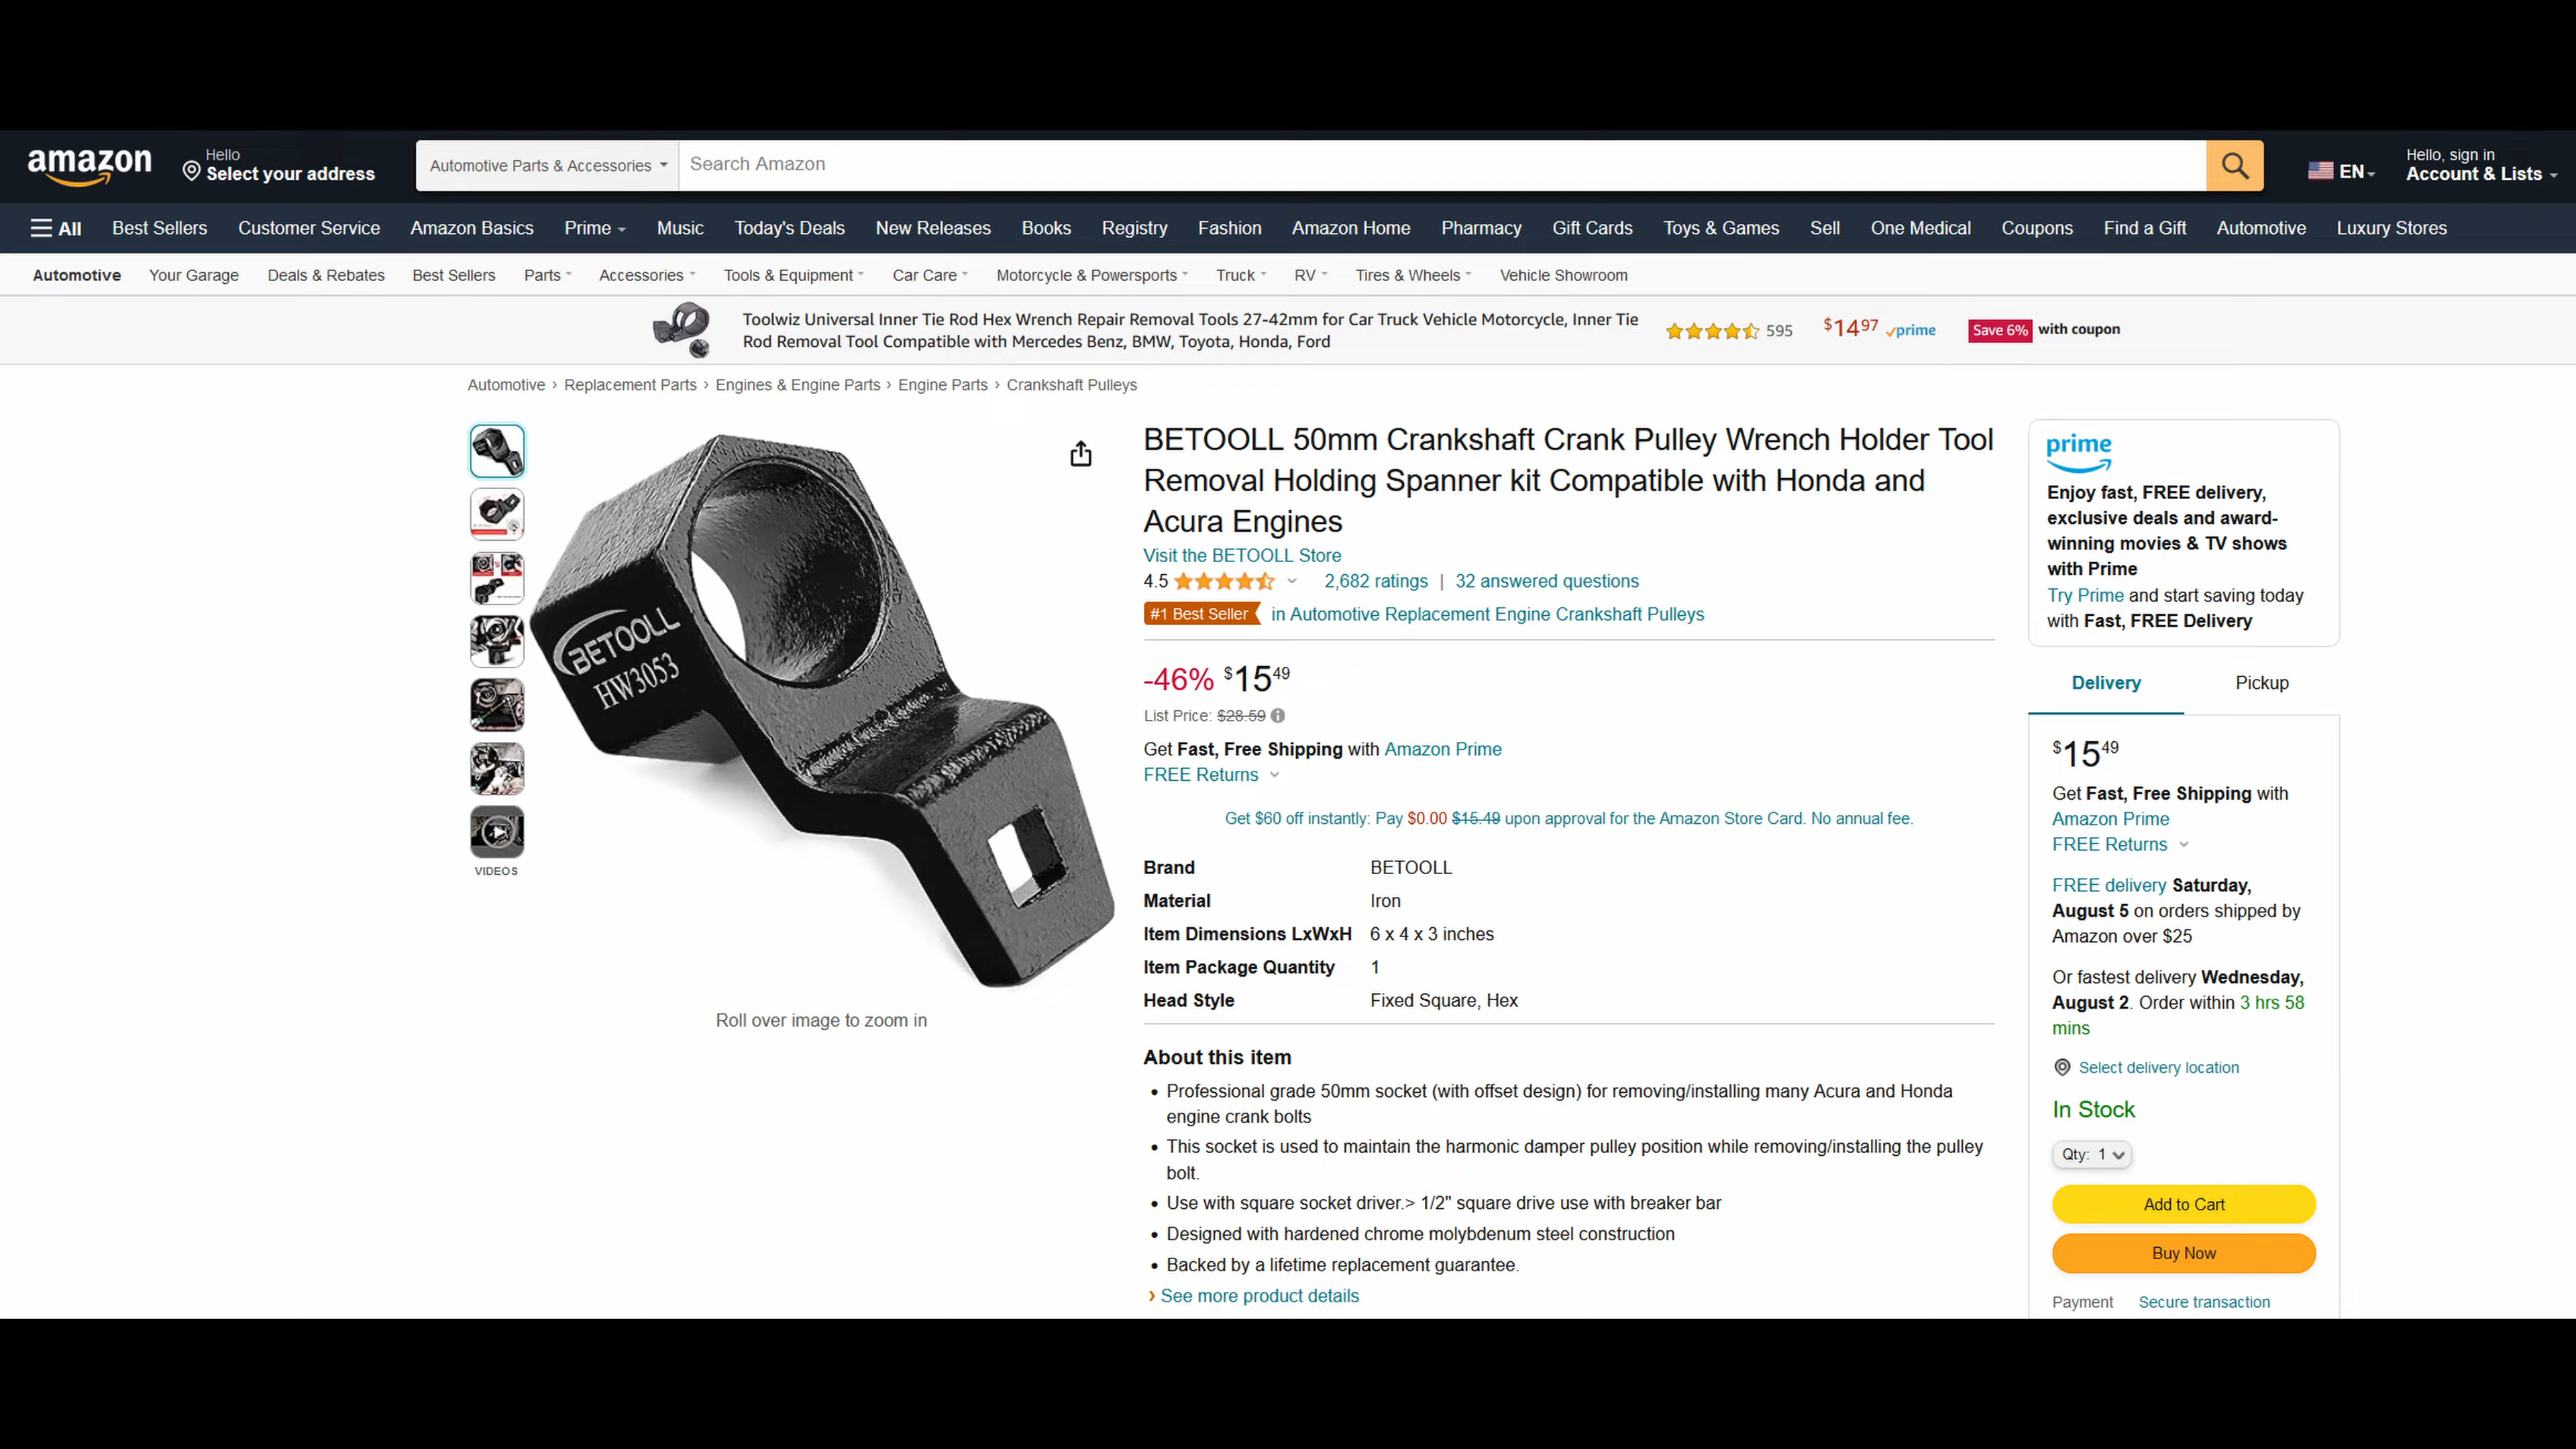 amazon
Hello
Select your address
Automotive Parts & Accessories
Search Amazon
EN
Hello, sign in
Account & Lists
All
Best Sellers
Customer Service
Amazon Basics
Prime
Music
Today's Deals
New Releases
Books
Registry
Fashion
Amazon Home
Pharmacy
Gift Cards
Toys & Games
Sell
One Medical
Coupons
Find a Gift
Automotive
Luxury Stores
Automotive
Your Garage
Deals & Rebates
Best Sellers
Parts
Accessories
Tools & Equipment
Car Care
Motorcycle & Powersports
Truck
RV
Tires & Wheels
Vehicle Showroom
Toolwiz Universal Inner Tie Rod Hex Wrench Repair Removal Tools 27-42mm for Car Truck Vehicle Motorcycle, Inner Tie
Rod Removal Tool Compatible with Mercedes Benz, BMW, Toyota, Honda, Ford
595
$14.97 prime
Save 6% with coupon
Automotive › Replacement Parts › Engines & Engine Parts › Engine Parts › Crankshaft Pulleys
VIDEOS
BETOOLL
HW3053
Roll over image to zoom in
BETOOLL 50mm Crankshaft Crank Pulley Wrench Holder Tool
Removal Holding Spanner kit Compatible with Honda and
Acura Engines
Visit the BETOOLL Store
4.5 2,682 ratings | 32 answered questions
#1 Best Seller in Automotive Replacement Engine Crankshaft Pulleys
-46% $15 49
List Price: $28.59
Get Fast, Free Shipping with Amazon Prime
FREE Returns
Get $60 off instantly: Pay $0.00 $15.49 upon approval for the Amazon Store Card. No annual fee.
Brand BETOOLL
Material Iron
Item Dimensions LxWxH 6 x 4 x 3 inches
Item Package Quantity 1
Head Style Fixed Square, Hex
About this item
• Professional grade 50mm socket (with offset design) for removing/installing many Acura and Honda
engine crank bolts
• This socket is used to maintain the harmonic damper pulley position while removing/installing the pulley
bolt.
• Use with square socket driver.> 1/2" square drive use with breaker bar
• Designed with hardened chrome molybdenum steel construction
• Backed by a lifetime replacement guarantee.
› See more product details
prime
Enjoy fast, FREE delivery,
exclusive deals and award-
winning movies & TV shows
with Prime
Try Prime and start saving today
with Fast, FREE Delivery
Delivery
Pickup
$15 49
Get Fast, Free Shipping with
Amazon Prime
FREE Returns
FREE delivery Saturday,
August 5 on orders shipped by
Amazon over $25
Or fastest delivery Wednesday,
August 2. Order within 3 hrs 58
mins
Select delivery location
In Stock
Qty: 1
Add to Cart
Buy Now
Payment Secure transaction